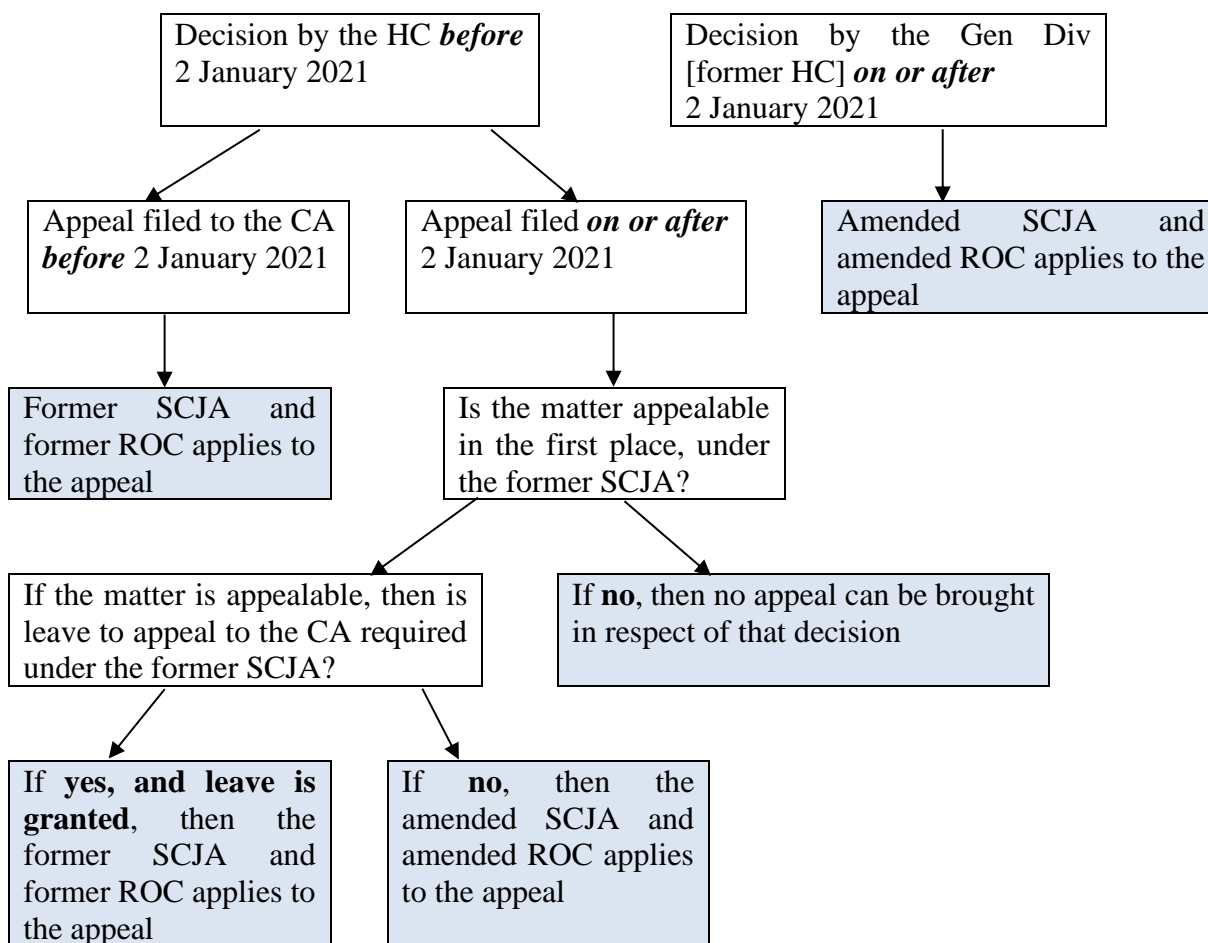 Decision by the HC before
2 January 2021
Decision by the Gen Div
[former HC] on or after
2 January 2021
Appeal filed to the CA
before 2 January 2021
Appeal filed on or after
2 January 2021
Amended SCJA and
amended ROC applies to the
appeal
Former SCJA and
former ROC applies to
the appeal
Is the matter appealable
in the first place, under
the former SCJA?
If the matter is appealable, then is
leave to appeal to the CA required
under the former SCJA?
If no, then no appeal can be brought
in respect of that decision
If yes, and leave is
granted, then the
former SCJA and
former ROC applies to
the appeal
If no, then the
amended SCJA and
amended ROC applies
to the appeal